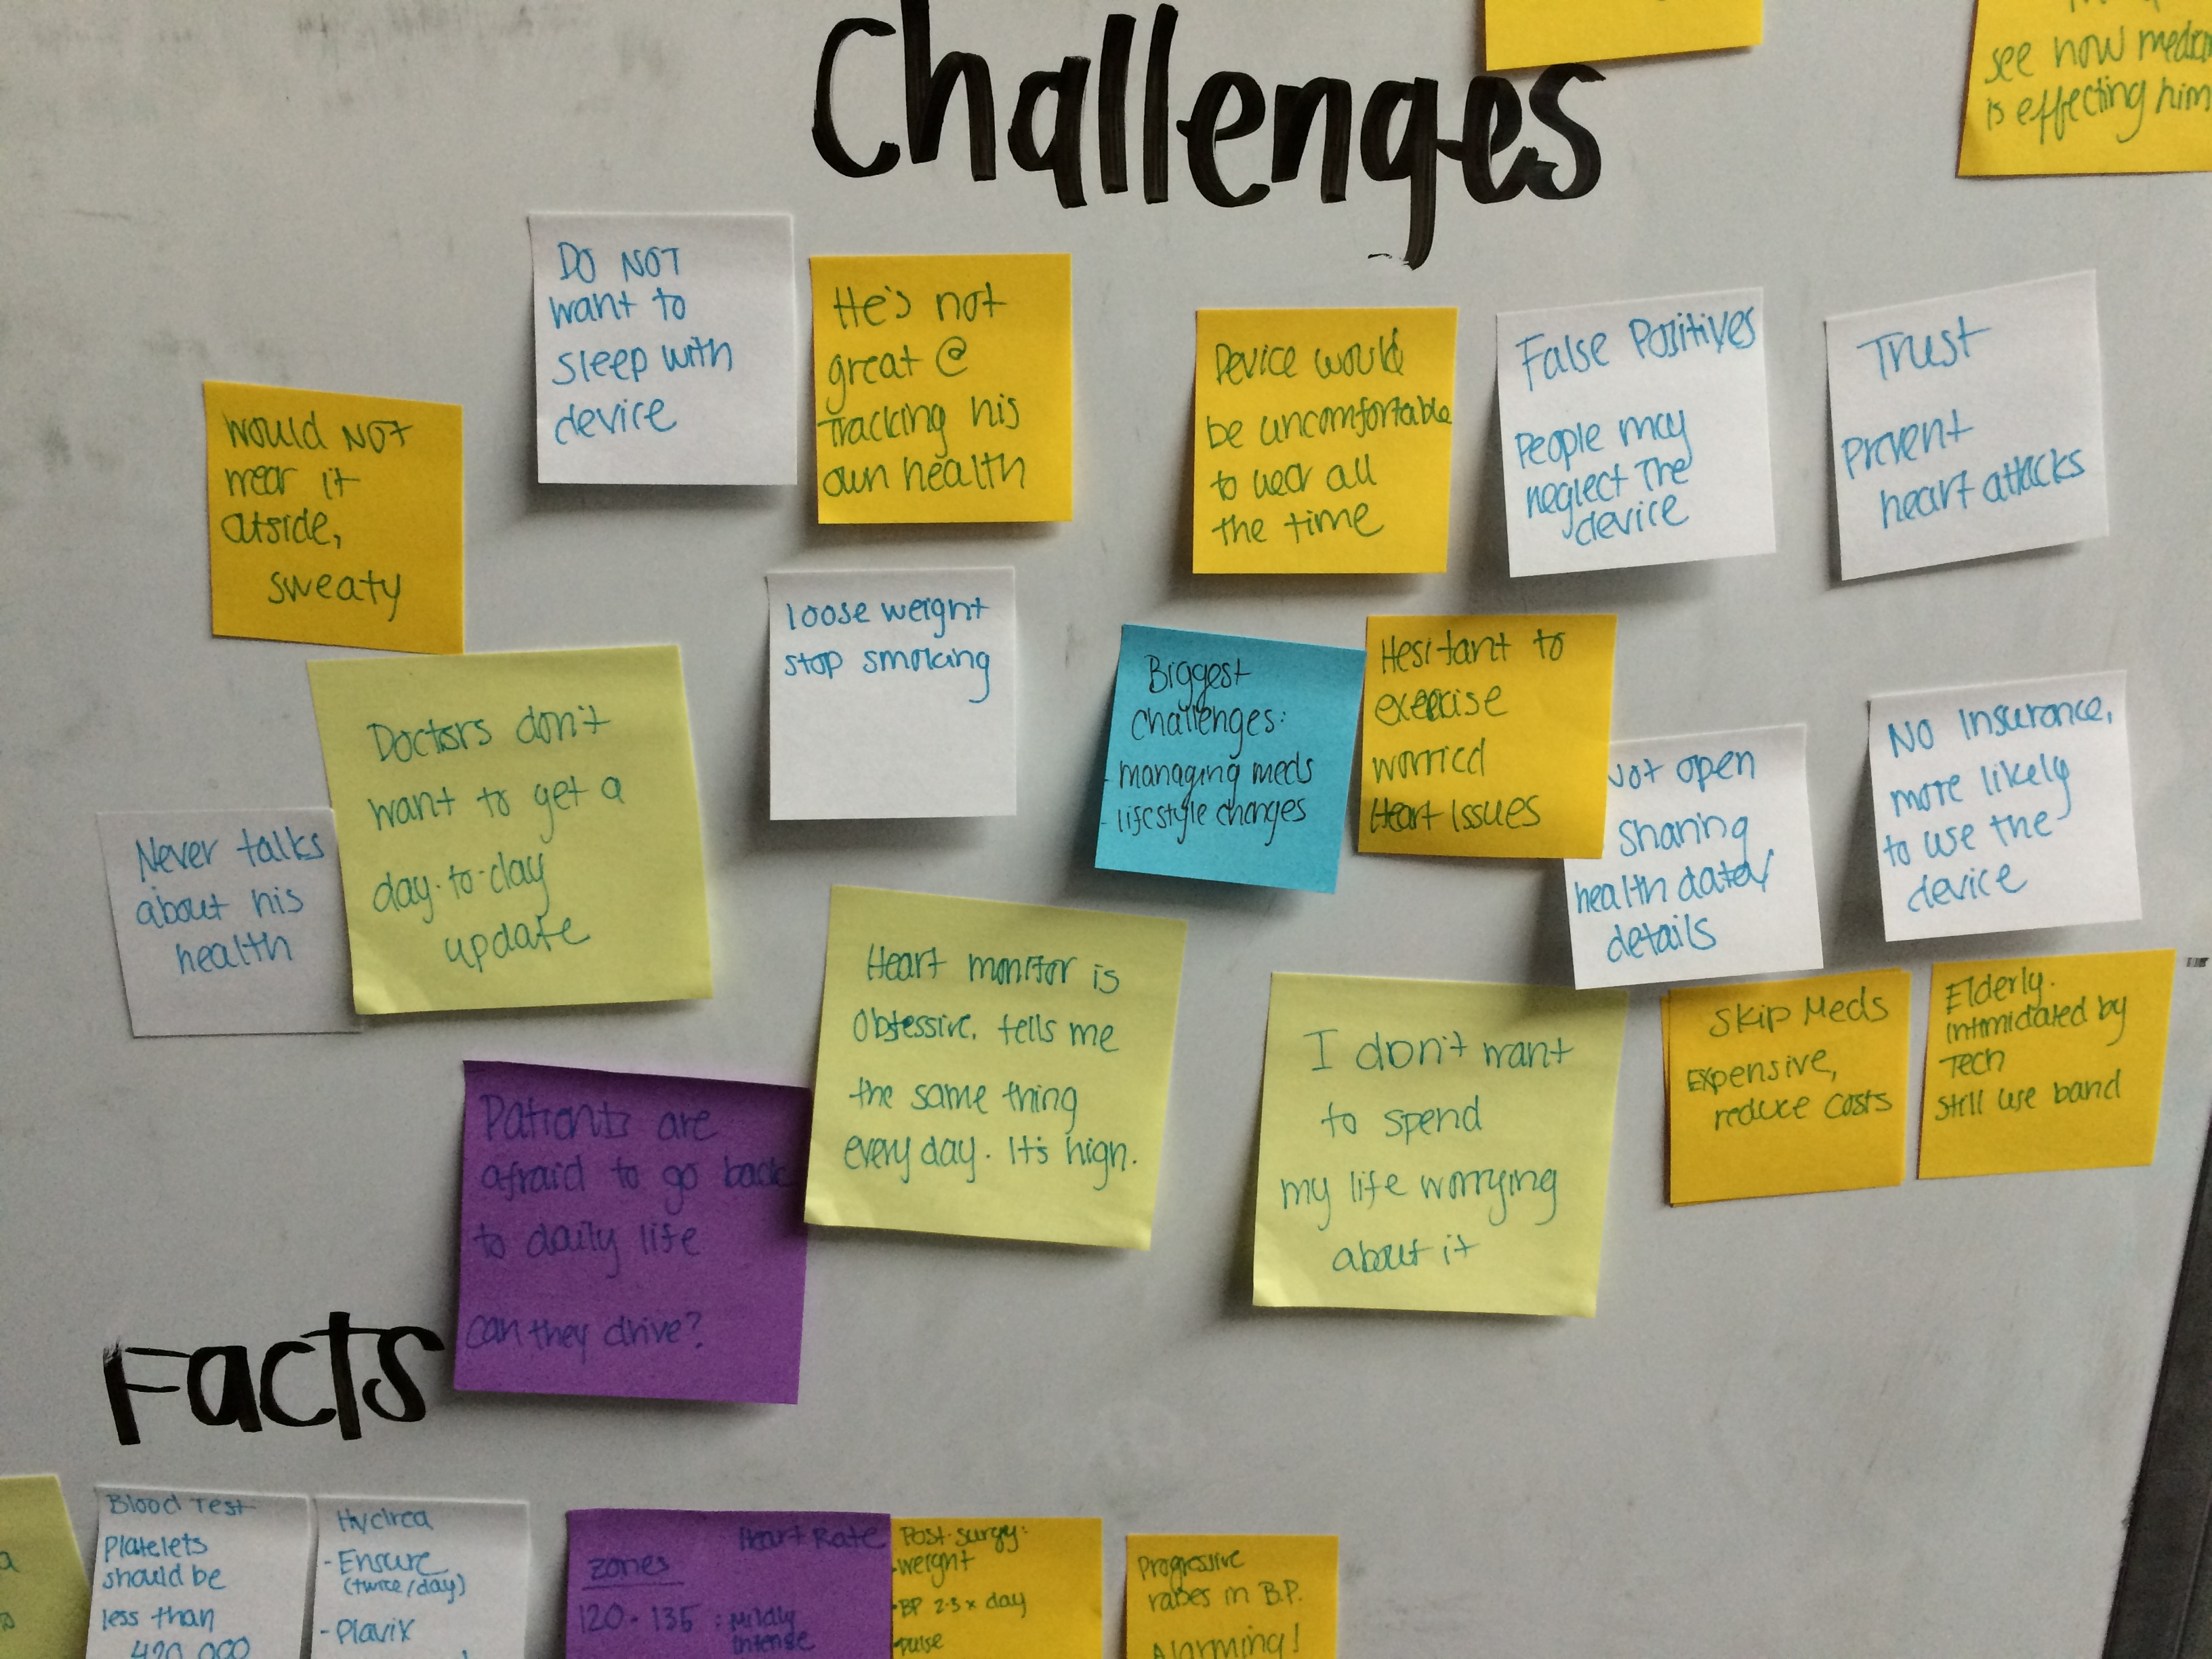 Challenges
see how
is effecting him
DO NOT
want to
sleep with
device
He's not
great @
tracking his
own health
Device would
be uncomfortable
to wear all
the time
False Positives
People may
neglect the
device
Trust
prevent
heart attacks
Would NOT
wear it
outside,
sweaty
loose weight
stop smoking
Biggest
challenges:
- managing meds
- lifestyle changes
Hesitant to
exercise
worried
Heart Issues
Not open
sharing
health data/
details
No Insurance,
more likely
to use the
device
Never talks
about his
health
Doctors don't
want to get a
day-to-day
update
Heart monitor is
Obsessive. tells me
the same thing
every day. It's high.
I don't want
to spend
my life worrying
about it
Skip Meds
Expensive,
reduce costs
Elderly.
intimidated by
Tech
still use band
Patients are
afraid to go back
to daily life
can they drive?
Facts
Blood Test
Platelets
should be
less than
420,000
Hydrea
- Ensure
(twice/day)
- Plavix
Heart Rate
zones
120 - 135 : mildly
intense
Post-surgy:
- weight
- BP 2-3 x day
- pulse
Progressive
raises in B.P.
Alarming!